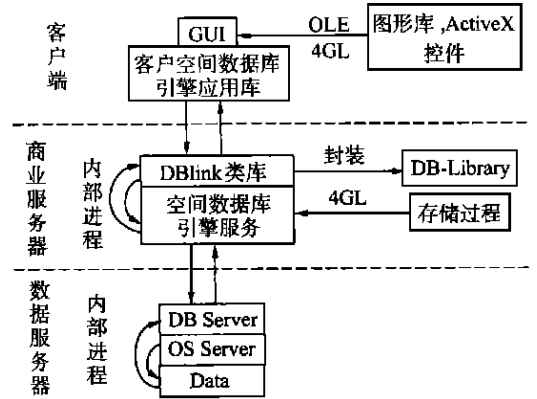 客户端
GUI
OLE
4GL
图形库,ActiveX
控件
客户空间数据库
引擎应用库
商业服务器
内部进程
DBlink类库
封装
DB-Library
空间数据库
引擎服务
4GL
存储过程
数据服务器
内部进程
DB Server
OS Server
Data